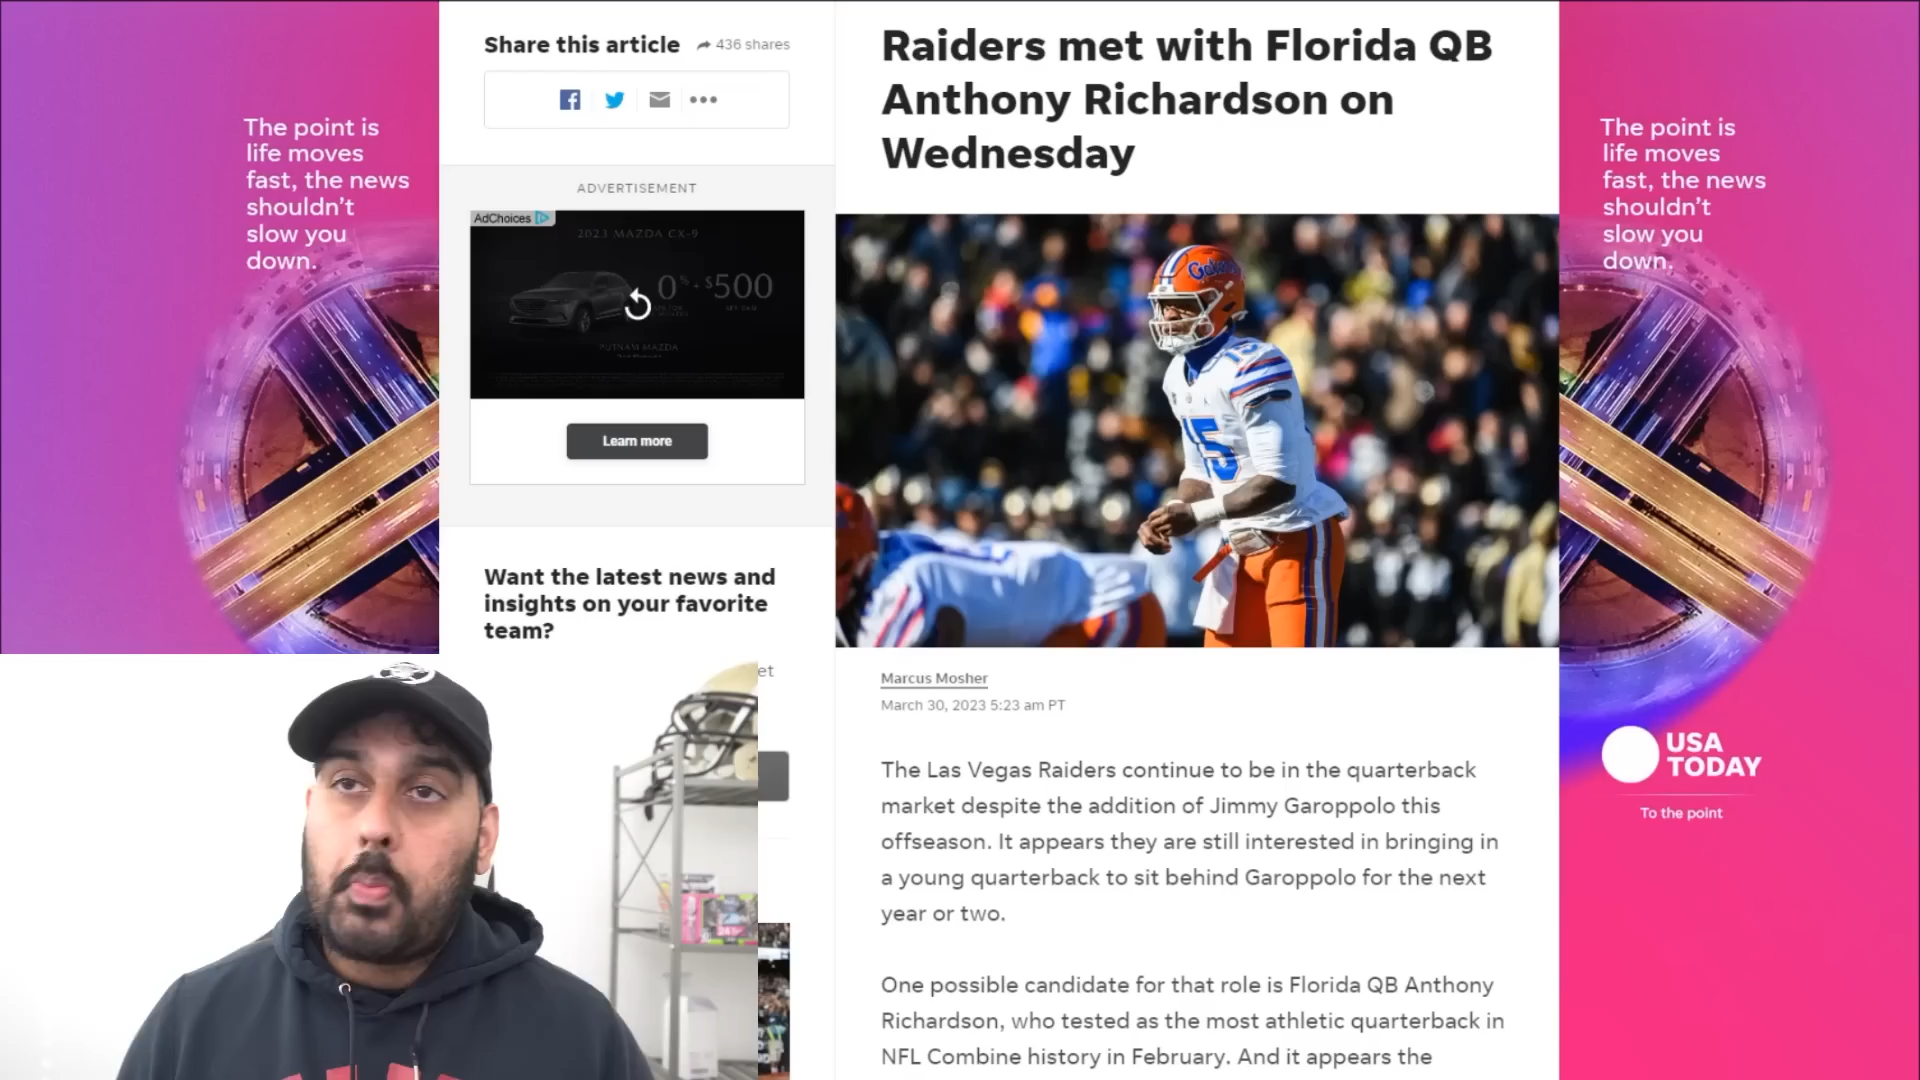 The point is
life moves
fast, the news
shouldn't
slow you
down.
Share this article
436 shares
ADVERTISEMENT
AdChoices
2023 MAZDA CX-9
0% + $500
PUTNAM MAZDA
Learn more
Want the latest news and
insights on your favorite
team?
et
Raiders met with Florida QB
Anthony Richardson on
Wednesday
Gators
15
15
Marcus Mosher
March 30, 2023 5:23 am PT
The Las Vegas Raiders continue to be in the quarterback
market despite the addition of Jimmy Garoppolo this
offseason. It appears they are still interested in bringing in
a young quarterback to sit behind Garoppolo for the next
year or two.
One possible candidate for that role is Florida QB Anthony
Richardson, who tested as the most athletic quarterback in
NFL Combine history in February. And it appears the
The point is
life moves
fast, the news
shouldn't
slow you
down.
USA
TODAY
To the point